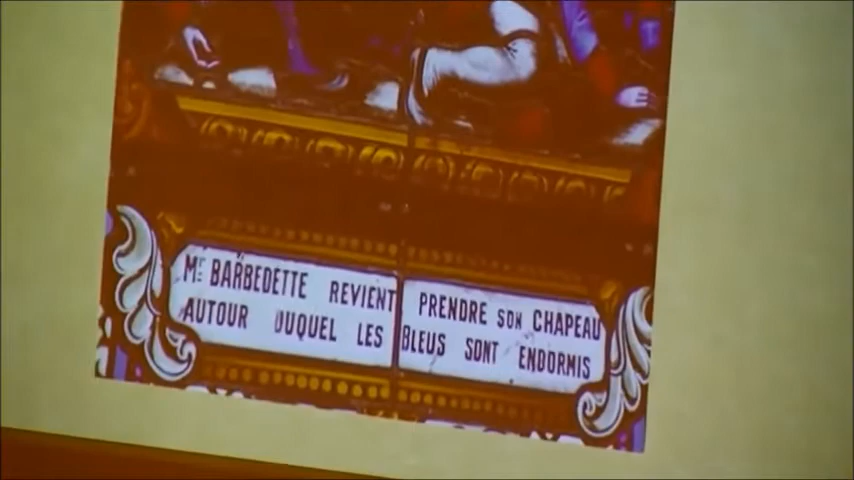 Mr BARBEDETTE REVIENT PRENDRE SON CHAPEAU
AUTOUR DUQUEL LES BLEUS SONT ENDORMIS